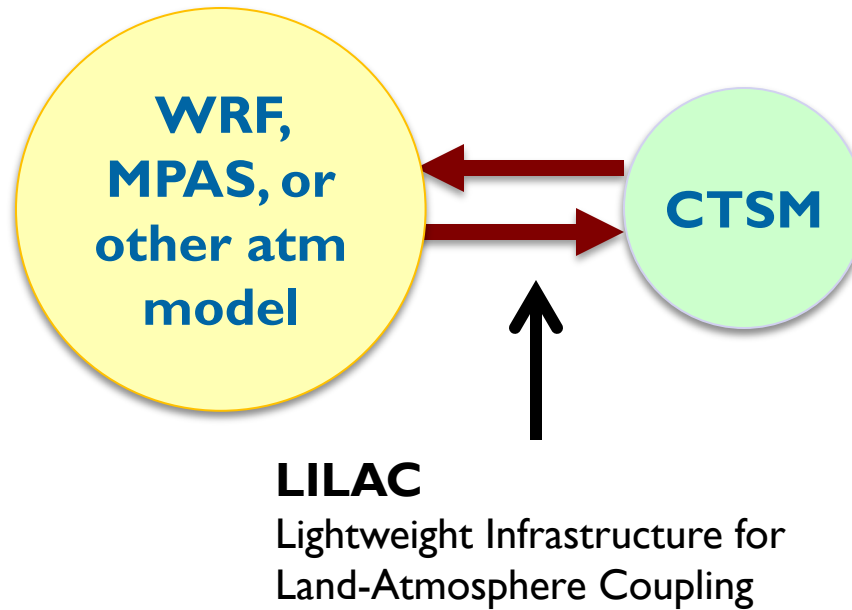 WRF,
MPAS, or
other atm
model
CTSM
LILAC
Lightweight Infrastructure for
Land-Atmosphere Coupling